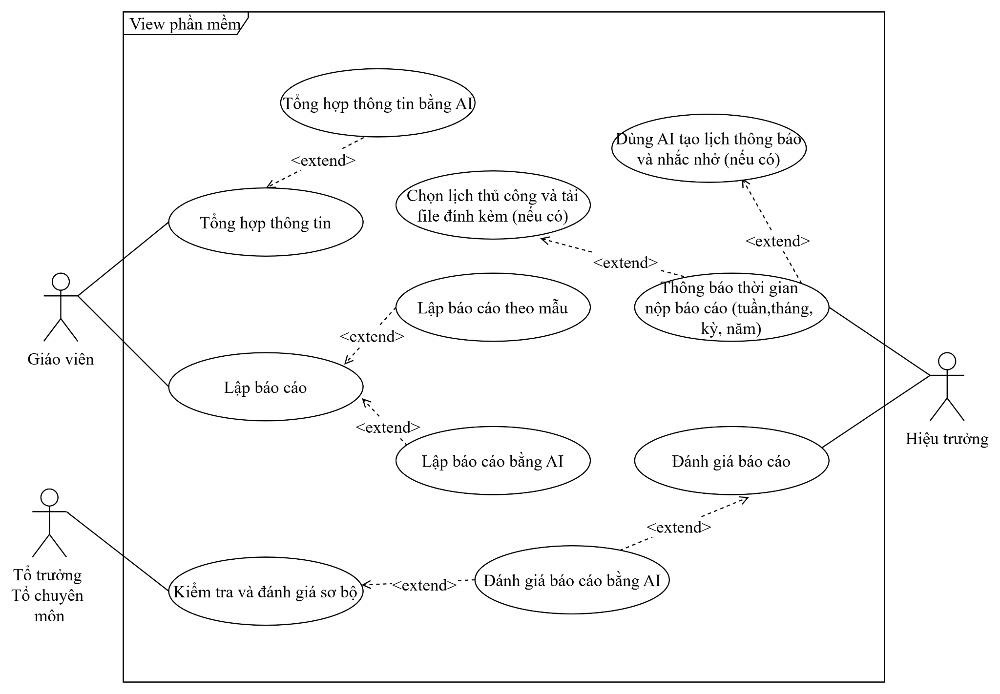 View phần mềm
Tổng hợp thông tin bằng AI
Dùng AI tạo lịch thông báo
và nhắc nhở (nếu có)
<extend>
Chọn lịch thủ công và tải
file đính kèm (nếu có)
Tổng hợp thông tin
<extend>
<extend>
Thông báo thời gian
nộp báo cáo (tuần,tháng,
kỳ, năm)
Lập báo cáo theo mẫu
<extend>
Giáo viên
Lập báo cáo
<extend>
Hiệu trưởng
Lập báo cáo bằng AI
Đánh giá báo cáo
<extend>
Tổ trưởng
Tổ chuyên
môn
Kiểm tra và đánh giá sơ bộ
<extend>
Đánh giá báo cáo bằng AI